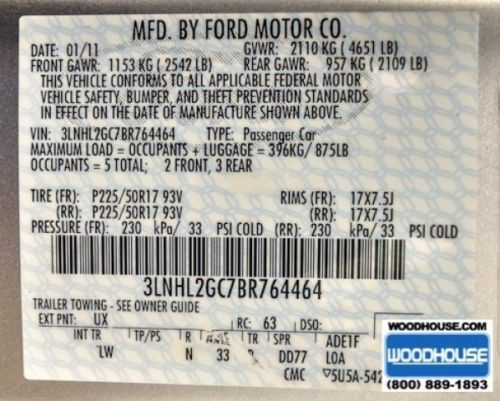 MFD. BY FORD MOTOR CO.
DATE: 01/11 GVWR: 2110 KG ( 4651 LB)
FRONT GAWR: 1153 KG ( 2542 LB) REAR GAWR: 957 KG ( 2109 LB)
THIS VEHICLE CONFORMS TO ALL APPLICABLE FEDERAL MOTOR
VEHICLE SAFETY, BUMPER, AND THEFT PREVENTION STANDARDS
IN EFFECT ON THE DATE OF MANUFACTURE SHOWN ABOVE.
VIN: 3LNHL2GC7BR764464 TYPE: Passenger Car
MAXIMUM LOAD = OCCUPANTS + LUGGAGE = 396KG/ 875LB
OCCUPANTS = 5 TOTAL; 2 FRONT, 3 REAR
TIRE (FR): P225/50R17 93V RIMS (FR): 17X7.5J
(RR): P225/50R17 93V (RR): 17X7.5J
PRESSURE (FR): 230 kPa/ 33 PSI COLD (RR): 230 kPa/ 33 PSI COLD
3LNHL2GC7BR764464
TRAILER TOWING - SEE OWNER GUIDE
EXT PNT: UX RC: 63 DSO:
INT TR TP/PS R AXLE TR SPR ADE1F
LW N 33 DD77 LOA
CMC 5U5A-542
WOODHOUSE.COM
WOODHOUSE
(800) 889-1893